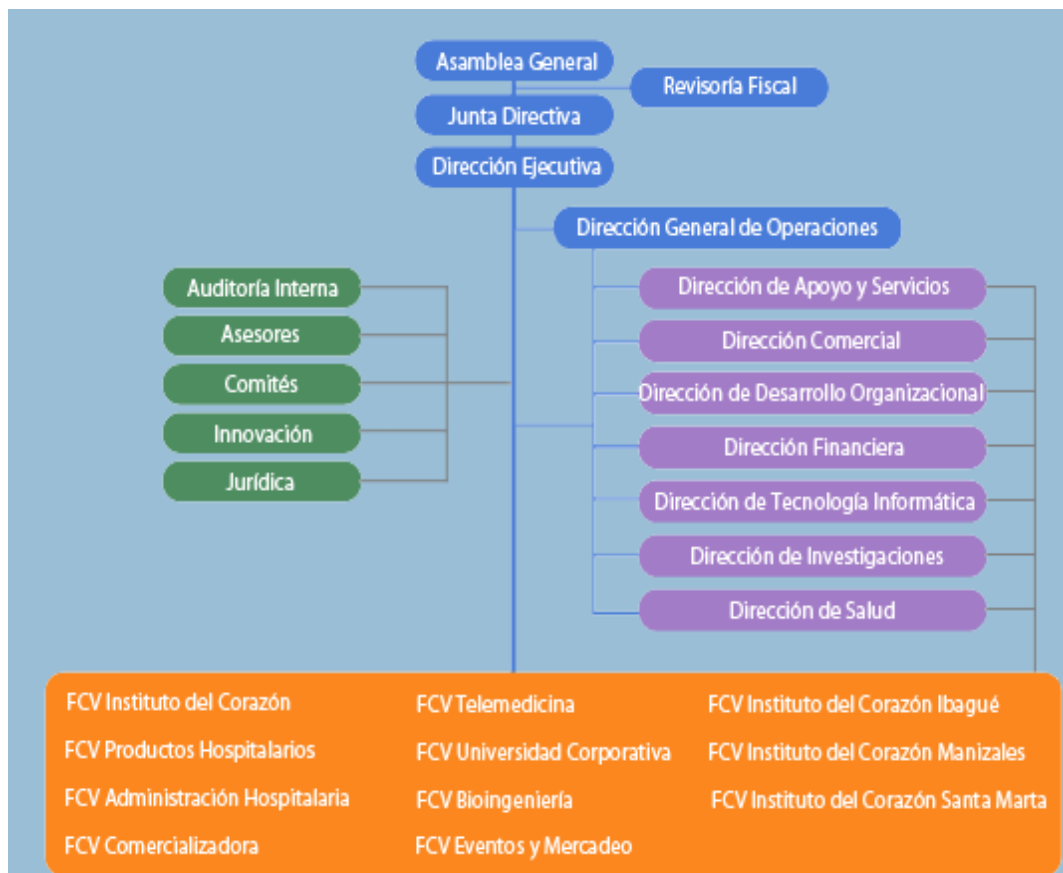 Asamblea General
Revisoría Fiscal
Junta Directiva
Dirección Ejecutiva
Dirección General de Operaciones
Auditoría Interna
Asesores
Comités
Innovación
Jurídica
Dirección de Apoyo y Servicios
Dirección Comercial
Dirección de Desarrollo Organizacional
Dirección Financiera
Dirección de Tecnología Informática
Dirección de Investigaciones
Dirección de Salud
FCV Instituto del Corazón
FCV Productos Hospitalarios
FCV Administración Hospitalaria
FCV Comercializadora
FCV Telemedicina
FCV Universidad Corporativa
FCV Bioingeniería
FCV Eventos y Mercadeo
FCV Instituto del Corazón Ibagué
FCV Instituto del Corazón Manizales
FCV Instituto del Corazón Santa Marta